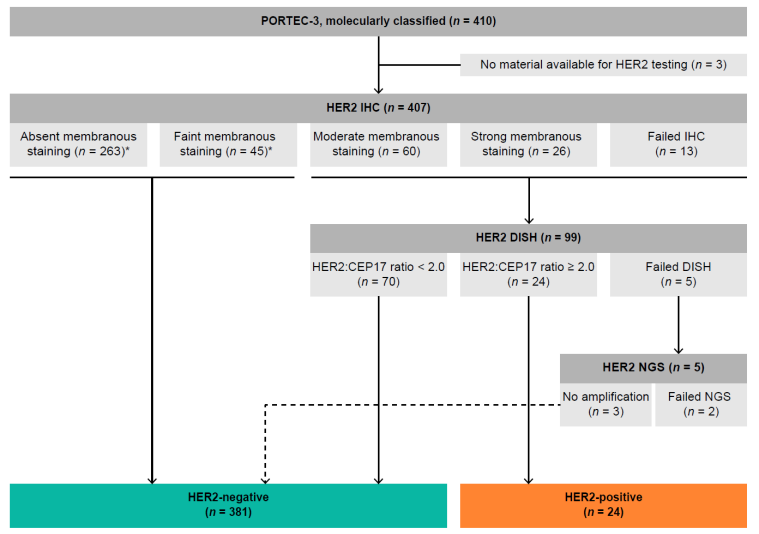 PORTEC-3, molecularly classified (n = 410)
No material available for HER2 testing (n = 3)
HER2 IHC (n = 407)
Absent membranous
staining (n = 263)*
Faint membranous
staining (n = 45)*
Moderate membranous
staining (n = 60)
Strong membranous
staining (n = 26)
Failed IHC
(n = 13)
HER2 DISH (n = 99)
HER2:CEP17 ratio < 2.0
(n = 70)
HER2:CEP17 ratio ≥ 2.0
(n = 24)
Failed DISH
(n = 5)
HER2 NGS (n = 5)
No amplification
(n = 3)
Failed NGS
(n = 2)
HER2-negative
(n = 381)
HER2-positive
(n = 24)